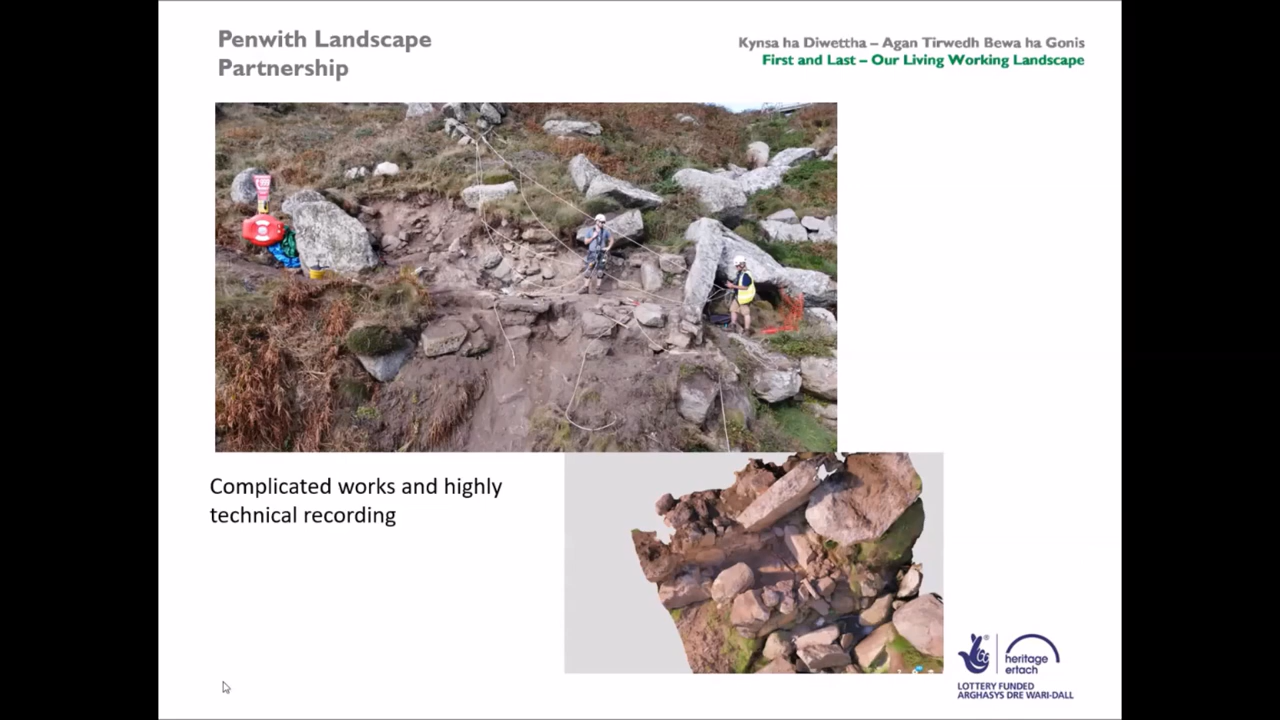 Penwith Landscape
Partnership
Kynsa ha Diwettha – Agan Tirwedh Bewa ha Gonis
First and Last – Our Living Working Landscape
Complicated works and highly
technical recording
heritage
ertach
LOTTERY FUNDED
ARGHASYS DRE WARI-DALL